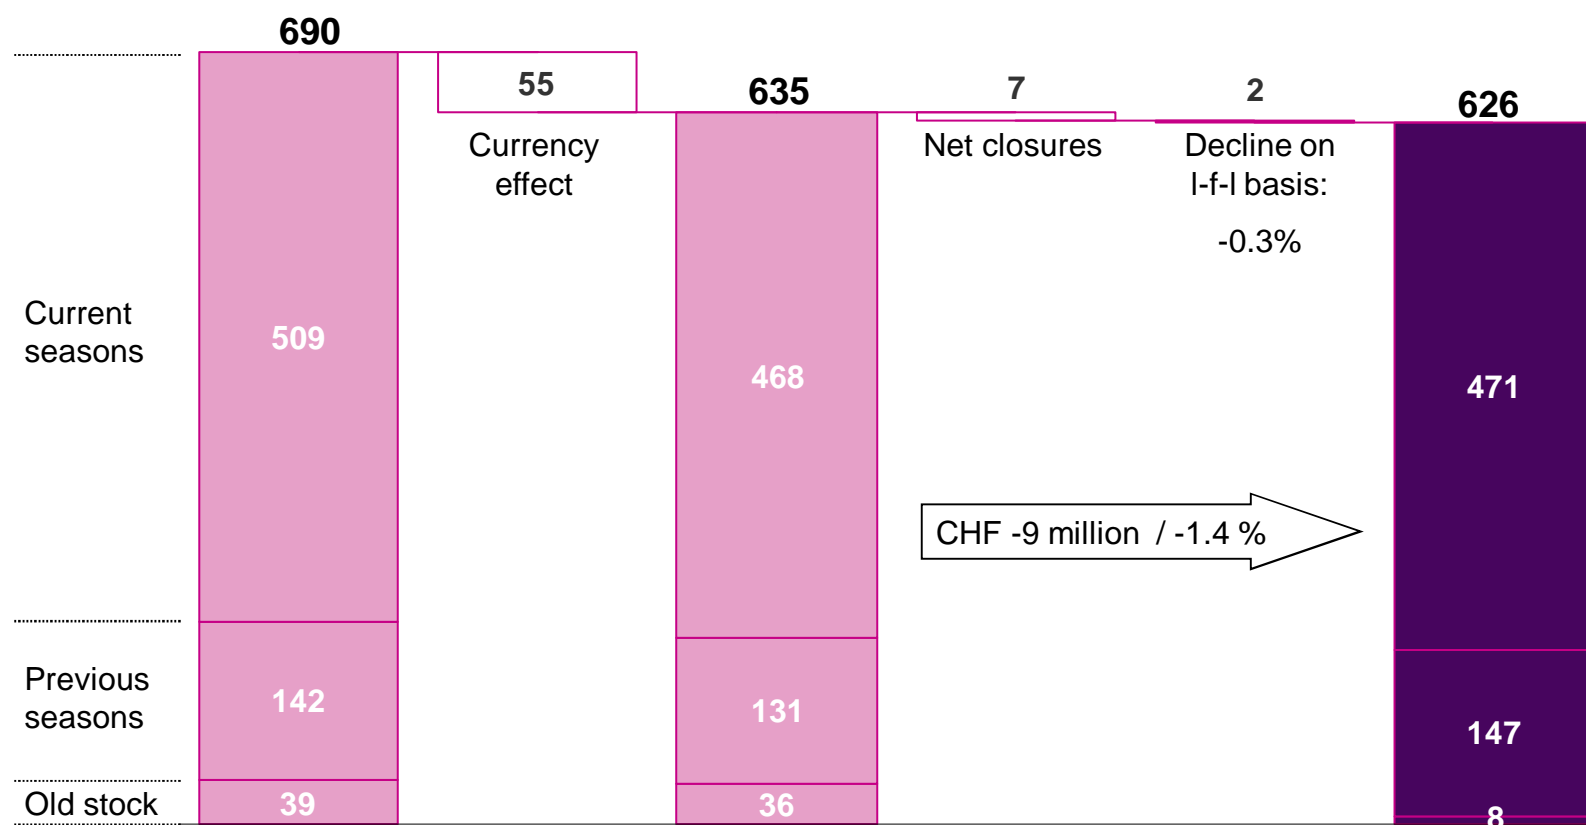 690
55
635
7
2
626
Currency
effect
Net closures
Decline on
l-f-l basis:
-0.3%
Current
seasons
509
468
471
CHF -9 million / -1.4 %
Previous
seasons
142
131
147
Old stock
39
36
8